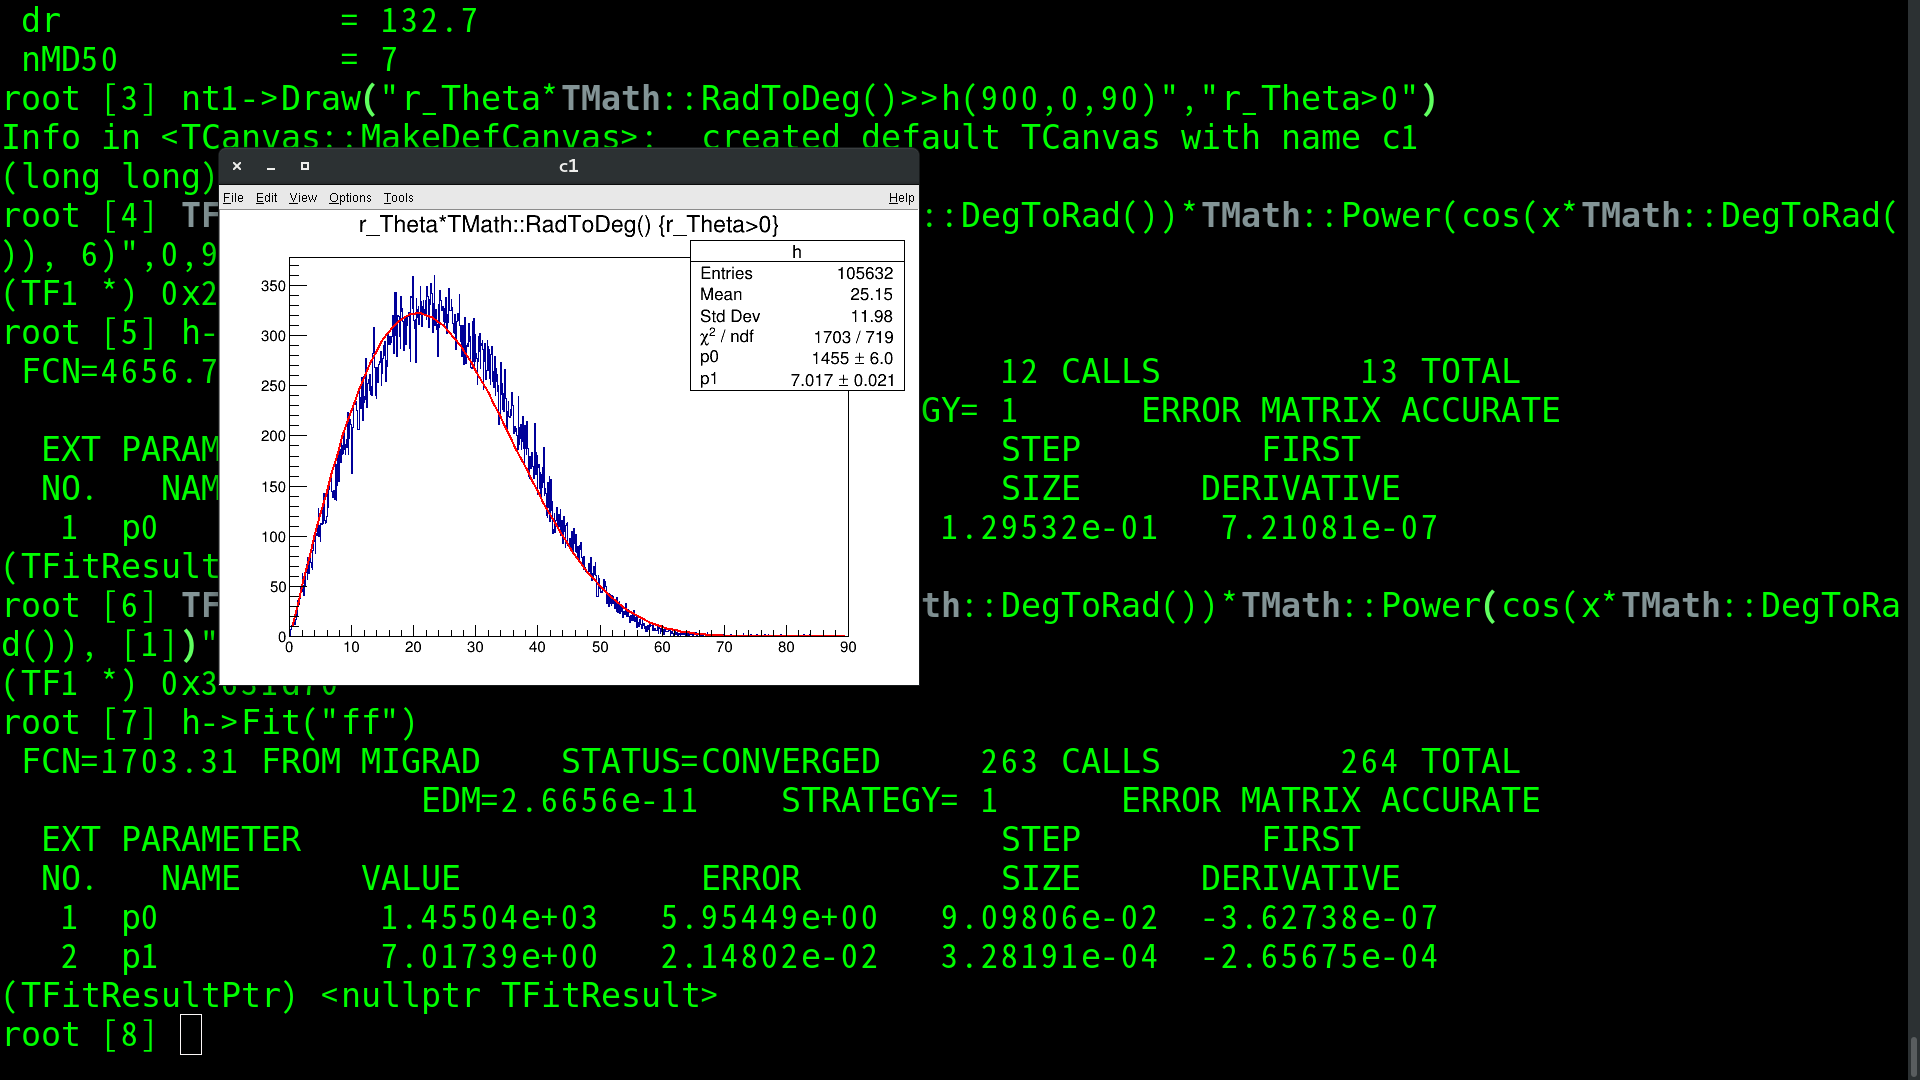 dr = 132.7
nMD50 = 7
root [3] nt1->Draw("r_Theta*TMath::RadToDeg()>>h(900,0,90)","r_Theta>0")
Info in <TCanvas::MakeDefCanvas>: created default TCanvas with name c1
(long long)
root [4] TF ::DegToRad())*TMath::Power(cos(x*TMath::DegToRad(
)), 6)",0,9
(TF1 *) 0x2
root [5] h-
FCN=4656.7 12 CALLS 13 TOTAL
GY= 1 ERROR MATRIX ACCURATE
EXT PARAM STEP FIRST
NO. NAM SIZE DERIVATIVE
1 p0 1.29532e-01 7.21081e-07
(TFitResult
root [6] TF th::DegToRad())*TMath::Power(cos(x*TMath::DegToRa
d()), [1])"
(TF1 *) 0x3631d70
root [7] h->Fit("ff")
FCN=1703.31 FROM MIGRAD STATUS=CONVERGED 263 CALLS 264 TOTAL
EDM=2.6656e-11 STRATEGY= 1 ERROR MATRIX ACCURATE
EXT PARAMETER STEP FIRST
NO. NAME VALUE ERROR SIZE DERIVATIVE
1 p0 1.45504e+03 5.95449e+00 9.09806e-02 -3.62738e-07
2 p1 7.01739e+00 2.14802e-02 3.28191e-04 -2.65675e-04
(TFitResultPtr) <nullptr TFitResult>
root [8]
c1
File Edit View Options Tools Help
r_Theta*TMath::RadToDeg() {r_Theta>0}
h
Entries 105632
Mean 25.15
Std Dev 11.98
χ² / ndf 1703 / 719
p0 1455 ± 6.0
p1 7.017 ± 0.021
350
300
250
200
150
100
50
0
0 10 20 30 40 50 60 70 80 90